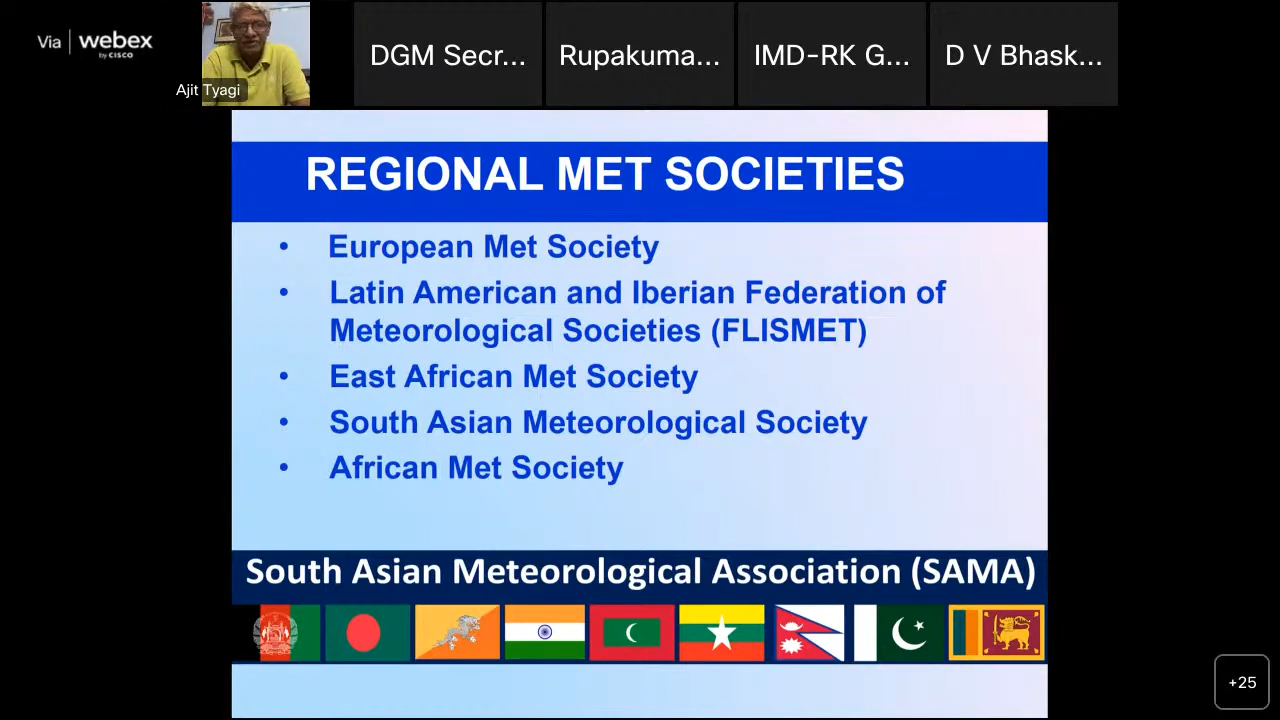 Via | webex
by CISCO
Ajit Tyagi
DGM Secr...
Rupakuma...
IMD-RK G...
D V Bhask...
REGIONAL MET SOCIETIES
• European Met Society
• Latin American and Iberian Federation of
Meteorological Societies (FLISMET)
• East African Met Society
• South Asian Meteorological Society
• African Met Society
South Asian Meteorological Association (SAMA)
+25